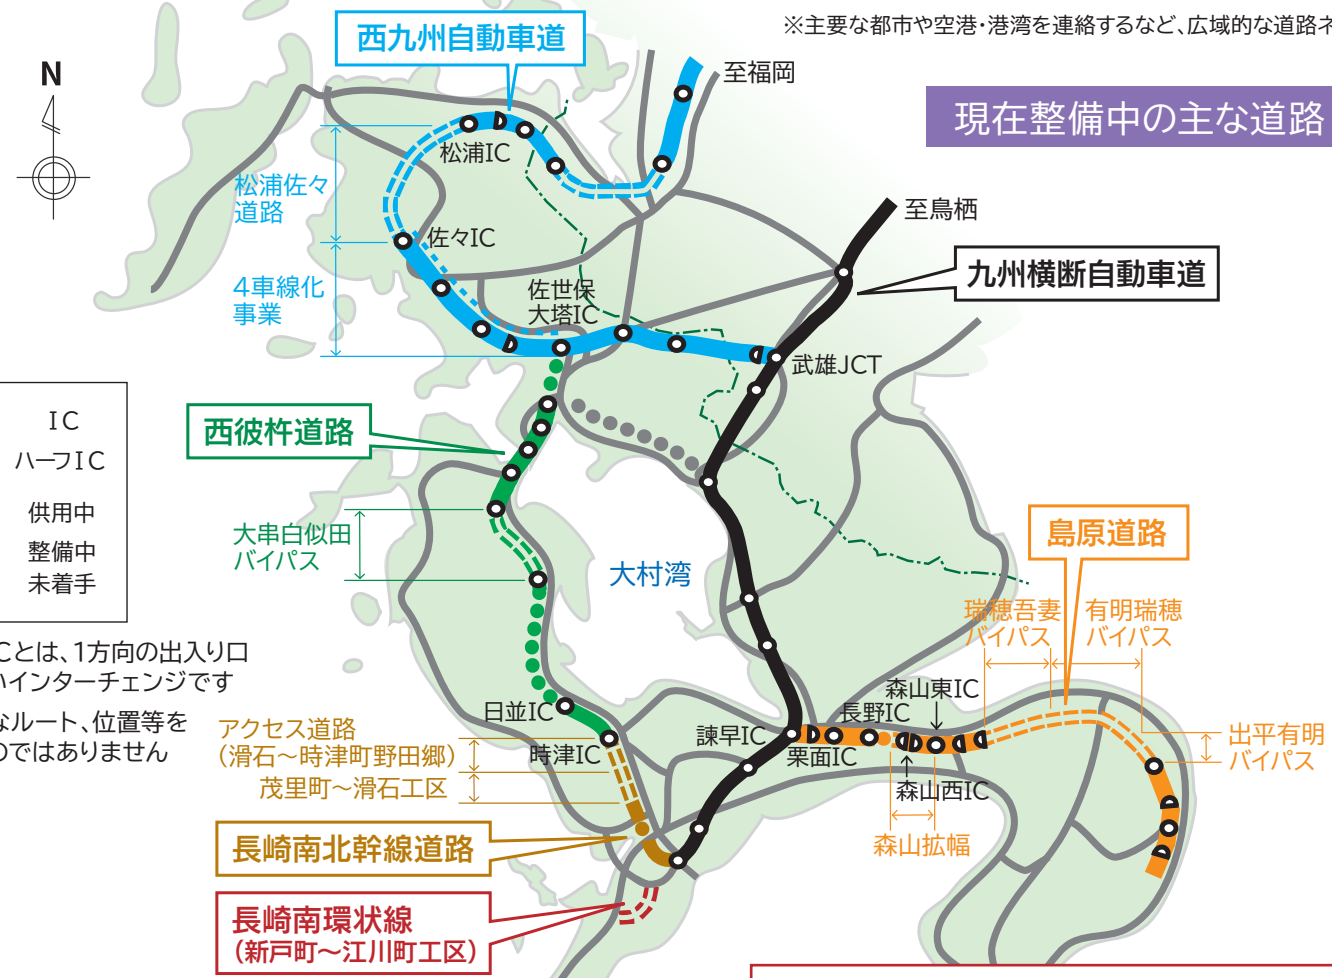 ※主要な都市や空港・港湾を連絡するなど、広域的な道路ネ
西九州自動車道
至福岡
現在整備中の主な道路
N
松浦IC
松浦佐々
道路
至鳥栖
佐々IC
九州横断自動車道
4車線化
事業
佐世保
大塔IC
武雄JCT
IC
ハーフIC
供用中
整備中
未着手
西彼杵道路
大串白似田
バイパス
大村湾
島原道路
瑞穂吾妻
バイパス
有明瑞穂
バイパス
Cとは、1方向の出入り口
いインターチェンジです
なルート、位置等を
のではありません
森山東IC
長野IC
日並IC
アクセス道路
(滑石〜時津町野田郷)
時津IC
諫早IC
栗面IC
出平有明
バイパス
茂里町〜滑石工区
森山西IC
長崎南北幹線道路
森山拡幅
長崎南環状線
(新戸町〜江川町工区)